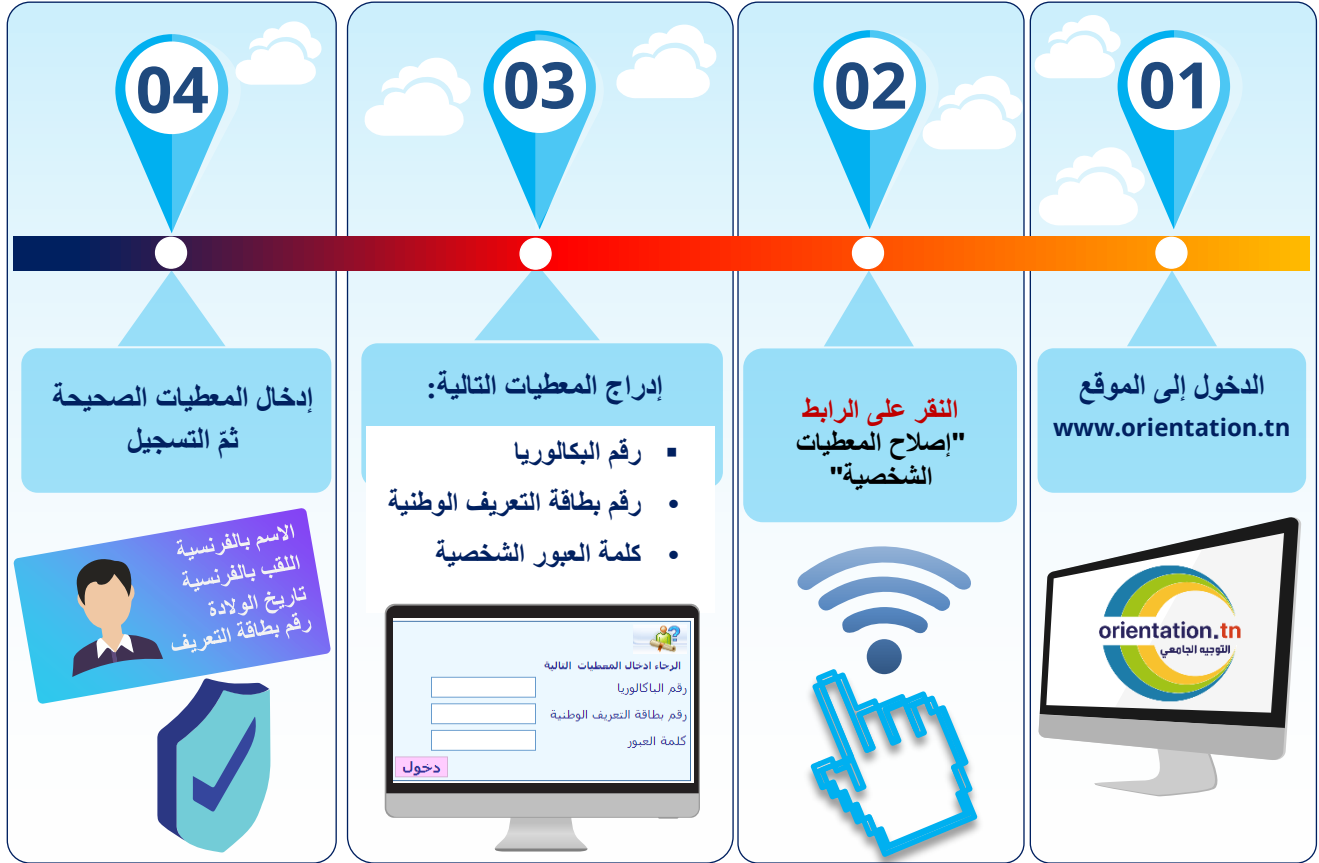 01
الدخول إلى الموقع
www.orientation.tn
orientation.tn
التوجيه الجامعي
02
النقر على الرابط
"إصلاح المعطيات
الشخصية"
03
إدراج المعطيات التالية:
▪ رقم البكالوريا
• رقم بطاقة التعريف الوطنية
• كلمة العبور الشخصية
الرجاء ادخال المعطيات التالية
رقم الباكالوريا
رقم بطاقة التعريف الوطنية
كلمة العبور
دخول
04
إدخال المعطيات الصحيحة
ثمّ التسجيل
الاسم بالفرنسية
اللقب بالفرنسية
تاريخ الولادة
رقم بطاقة التعريف